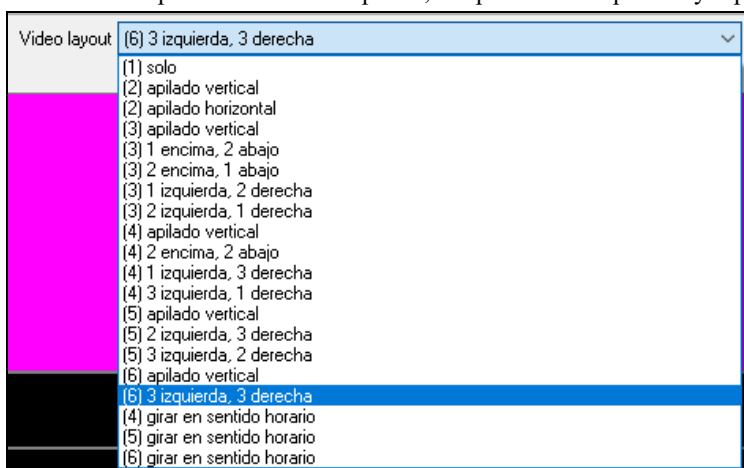 Video layout (6) 3 izquierda, 3 derecha
(1) solo
(2) apilado vertical
(2) apilado horizontal
(3) apilado vertical
(3) 1 encima, 2 abajo
(3) 2 encima, 1 abajo
(3) 1 izquierda, 2 derecha
(3) 2 izquierda, 1 derecha
(4) apilado vertical
(4) 2 encima, 2 abajo
(4) 1 izquierda, 3 derecha
(4) 3 izquierda, 1 derecha
(5) apilado vertical
(5) 2 izquierda, 3 derecha
(5) 3 izquierda, 2 derecha
(6) apilado vertical
(6) 3 izquierda, 3 derecha
(4) girar en sentido horario
(5) girar en sentido horario
(6) girar en sentido horario